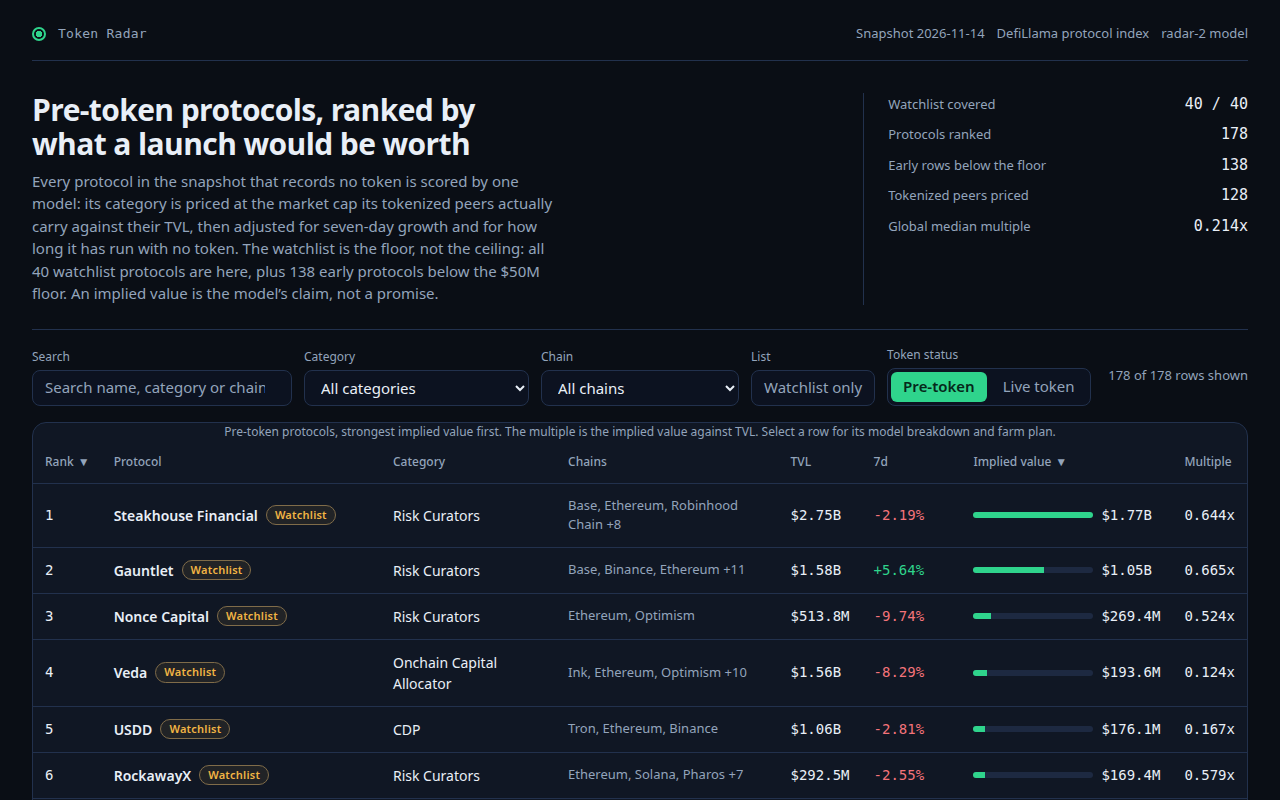 Token Radar
Snapshot 2026-11-14 DefiLlama protocol index radar-2 model
Pre-token protocols, ranked by
what a launch would be worth
Every protocol in the snapshot that records no token is scored by one
model: its category is priced at the market cap its tokenized peers actually
carry against their TVL, then adjusted for seven-day growth and for how
long it has run with no token. The watchlist is the floor, not the ceiling: all
40 watchlist protocols are here, plus 138 early protocols below the $50M
floor. An implied value is the model’s claim, not a promise.
Watchlist covered 40 / 40
Protocols ranked 178
Early rows below the floor 138
Tokenized peers priced 128
Global median multiple 0.214x
Search Category Chain List Token status
Search name, category or chain All categories All chains Watchlist only Pre-token Live token 178 of 178 rows shown
Pre-token protocols, strongest implied value first. The multiple is the implied value against TVL. Select a row for its model breakdown and farm plan.
Rank ▼ Protocol Category Chains TVL 7d Implied value ▼ Multiple
1 Steakhouse Financial Watchlist Risk Curators Base, Ethereum, Robinhood
Chain +8 $2.75B -2.19% $1.77B 0.644x
2 Gauntlet Watchlist Risk Curators Base, Binance, Ethereum +11 $1.58B +5.64% $1.05B 0.665x
3 Nonce Capital Watchlist Risk Curators Ethereum, Optimism $513.8M -9.74% $269.4M 0.524x
4 Veda Watchlist Onchain Capital
Allocator Ink, Ethereum, Optimism +10 $1.56B -8.29% $193.6M 0.124x
5 USDD Watchlist CDP Tron, Ethereum, Binance $1.06B -2.81% $176.1M 0.167x
6 RockawayX Watchlist Risk Curators Ethereum, Solana, Pharos +7 $292.5M -2.55% $169.4M 0.579x